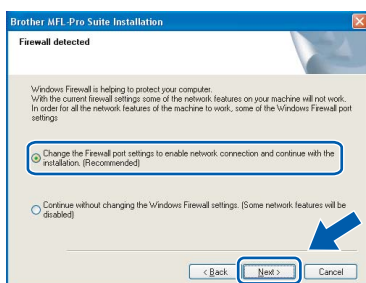 Brother MFL-Pro Suite Installation
Firewall detected
Windows Firewall is helping to protect your computer.
With the current firewall settings some of the network features on your machine will not work.
In order for all the network features of the machine to work, some of the Windows Firewall port
settings
Change the Firewall port settings to enable network connection and continue with the
installation. (Recommended)
Continue without changing the Windows Firewall settings. (Some network features will be
disabled)
< Back
Next >
Cancel